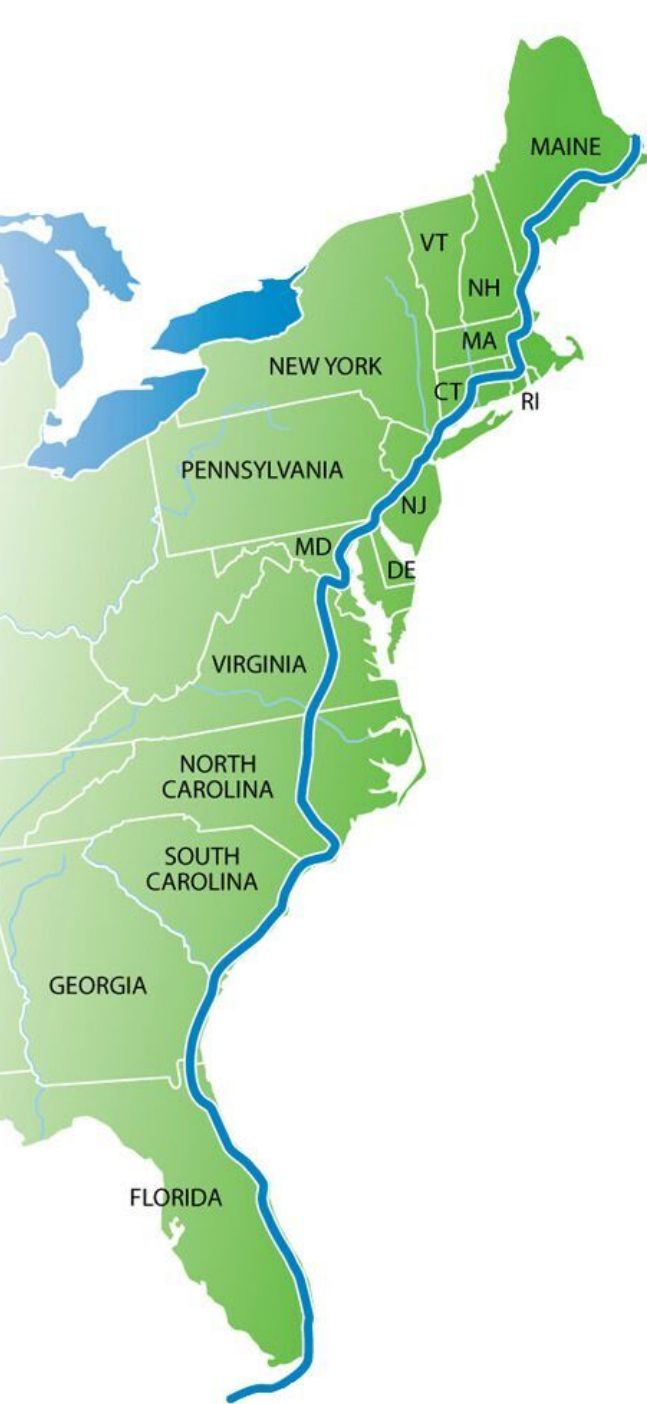 MAINE
VT
NH
MA
NEW YORK
CT
RI
PENNSYLVANIA
NJ
MD
DE
VIRGINIA
NORTH
CAROLINA
SOUTH
CAROLINA
GEORGIA
FLORIDA